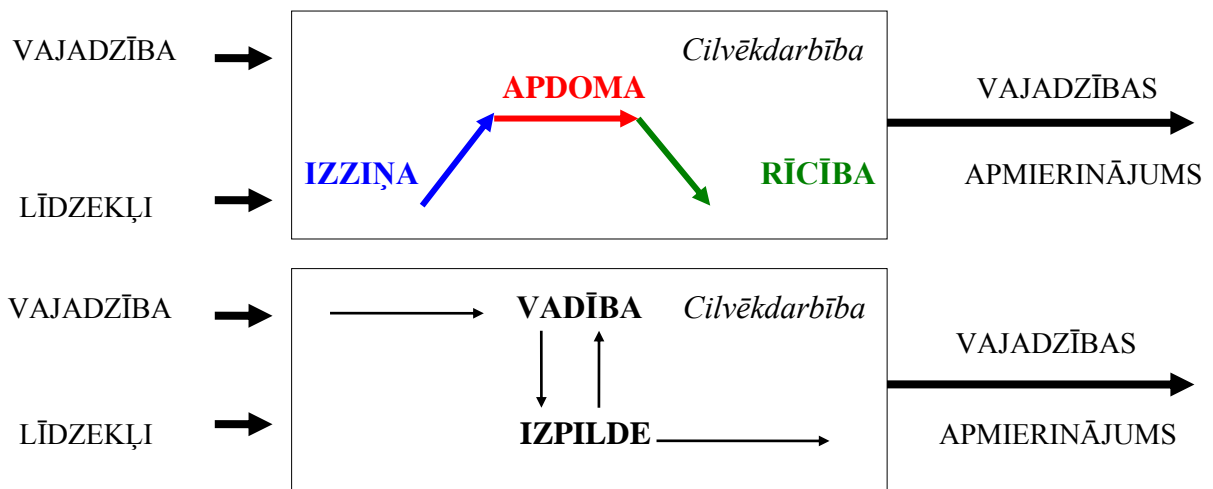 VAJADZĪBA
Cilvēkdarbība
APDOMA
VAJADZĪBAS
IZZIŅA
RĪCĪBA
APMIERINĀJUMS
LĪDZEKĻI
VAJADZĪBA
VADĪBA
Cilvēkdarbība
VAJADZĪBAS
LĪDZEKĻI
IZPILDE
APMIERINĀJUMS